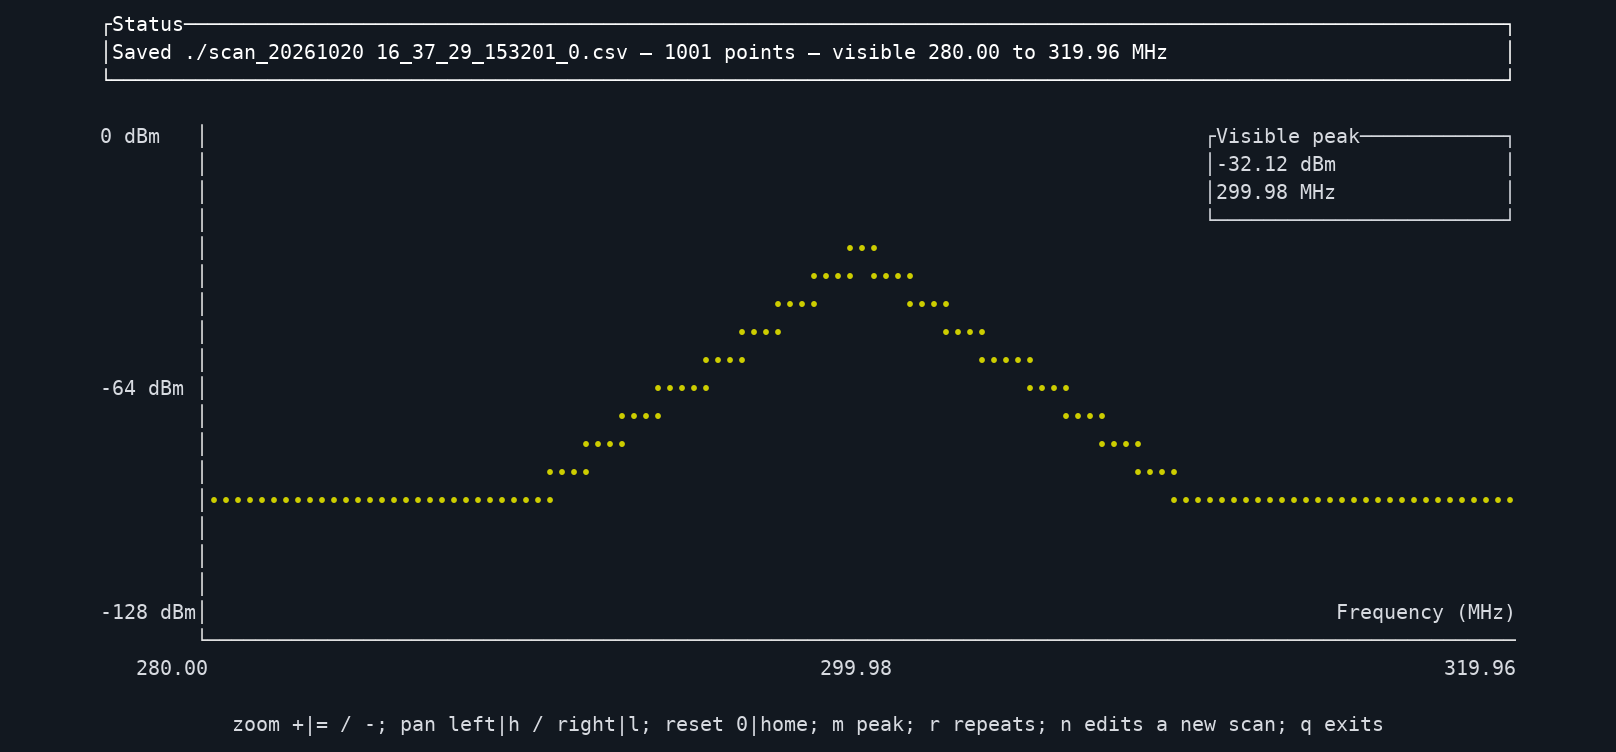 Status
Saved ./scan_20261020 16_37_29_153201_0.csv — 1001 points — visible 280.00 to 319.96 MHz
0 dBm
Visible peak
-32.12 dBm
299.98 MHz
-64 dBm
-128 dBm
Frequency (MHz)
280.00 299.98 319.96
zoom +|= / -; pan left|h / right|l; reset 0|home; m peak; r repeats; n edits a new scan; q exits